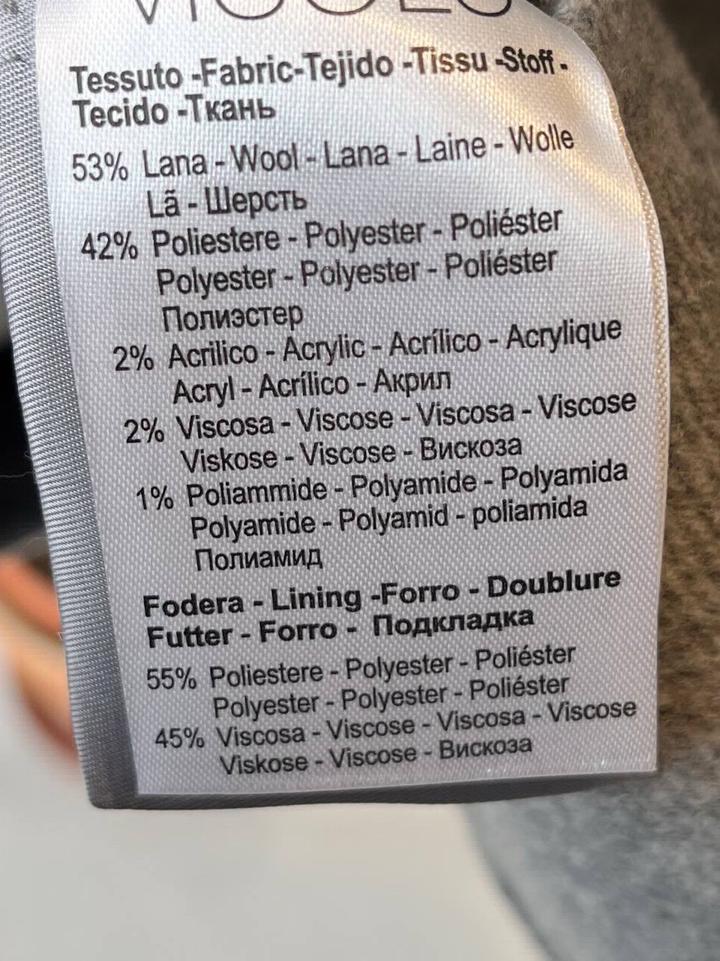 Tessuto -Fabric-Tejido -Tissu -Stoff -
Tecido -Ткань
53% Lana - Wool - Lana - Laine - Wolle
Lã - Шерсть
42% Poliestere - Polyester - Poliéster
Polyester - Polyester - Poliéster
Полиэстер
2% Acrilico - Acrylic - Acrílico - Acrylique
Acryl - Acrílico - Акрил
2% Viscosa - Viscose - Viscosa - Viscose
Viskose - Viscose - Вискоза
1% Poliammide - Polyamide - Polyamida
Polyamide - Polyamid - poliamida
Полиамид
Fodera - Lining -Forro - Doublure
Futter - Forro - Подкладка
55% Poliestere - Polyester - Poliéster
Polyester - Polyester - Poliéster
45% Viscosa - Viscose - Viscosa - Viscose
Viskose - Viscose - Вискоза